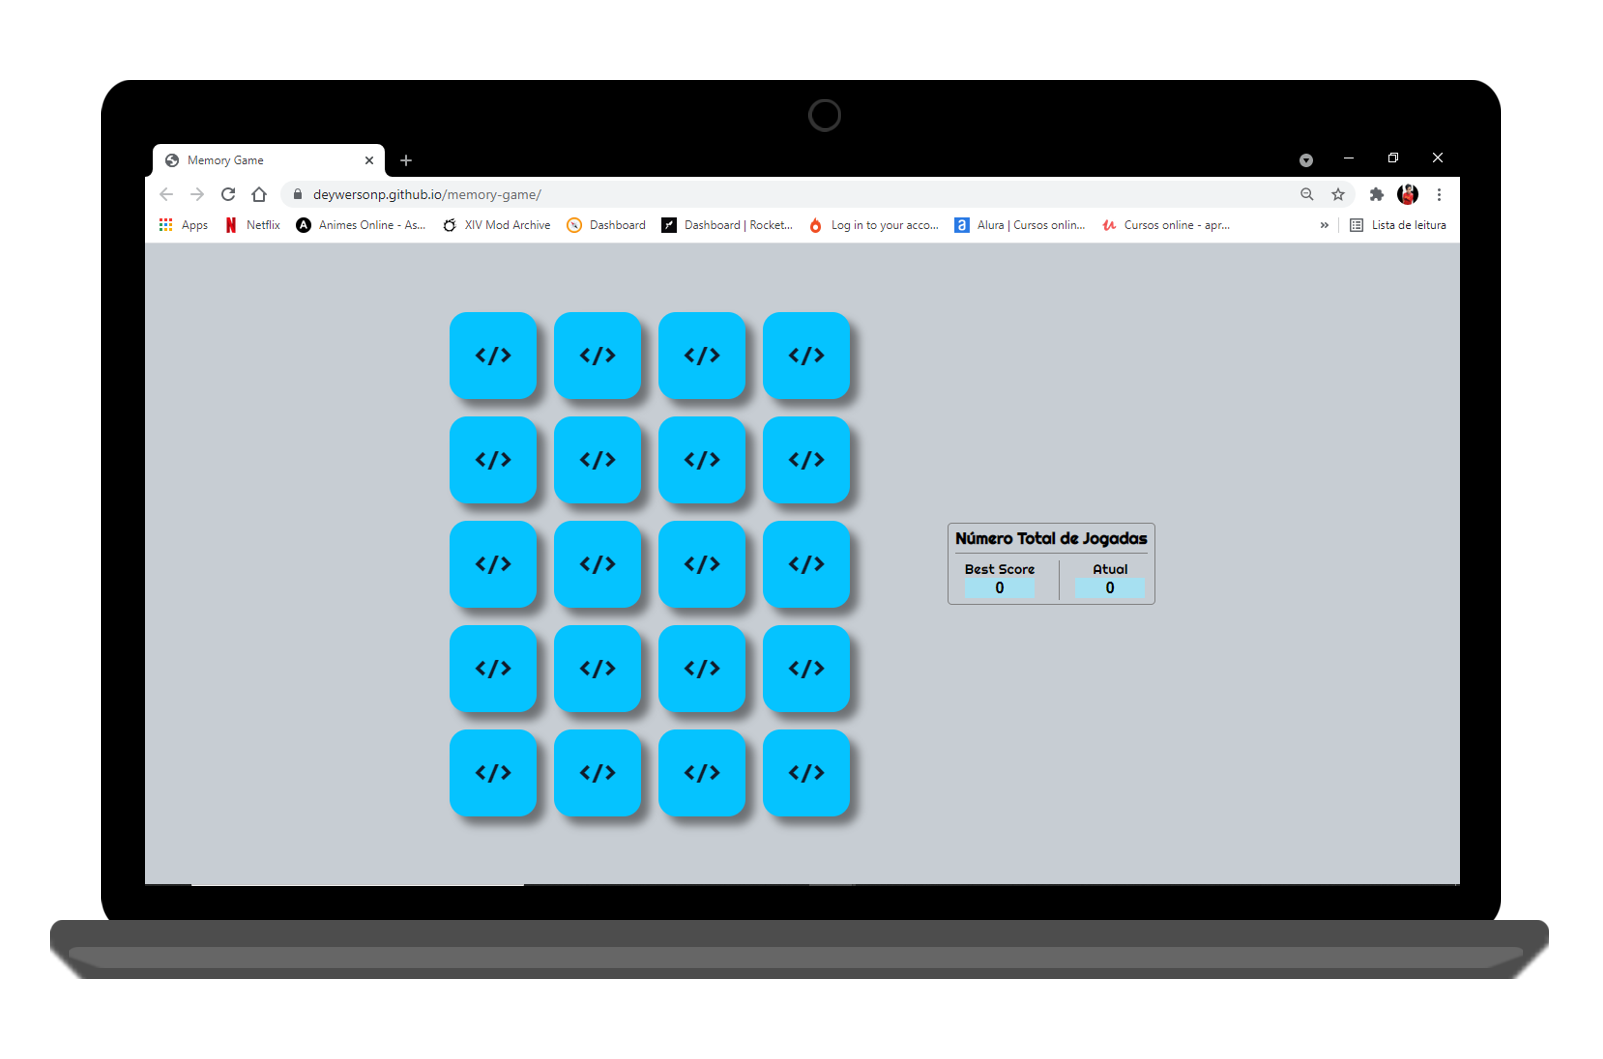 Memory Game
deywersonp.github.io/memory-game/
Apps Netflix Animes Online - As... XIV Mod Archive Dashboard Dashboard | Rocket... Log in to your acco... Alura | Cursos onlin... Cursos online - apr... » Lista de leitura
</> </> </> </>
</> </> </> </>
</> </> </> </>
</> </> </> </>
</> </> </> </>
Número Total de Jogadas
Best Score Atual
0 0